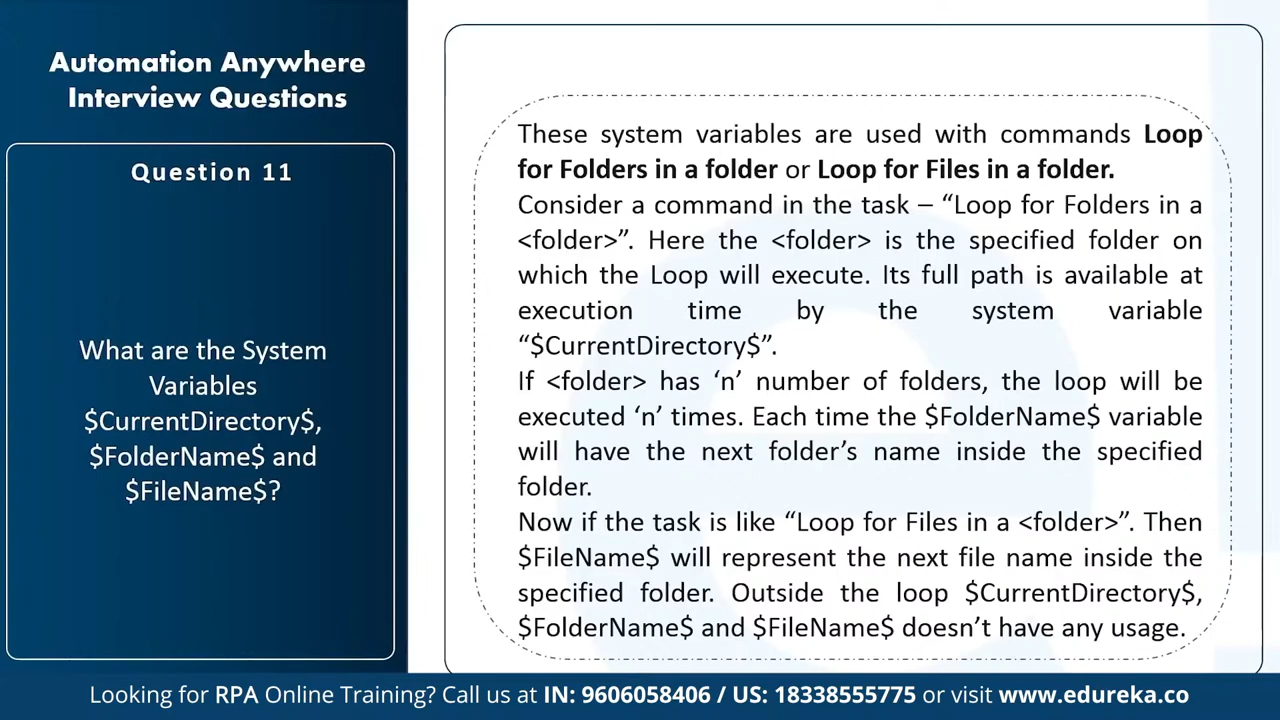 Automation Anywhere
Interview Questions
Question 11
What are the System
Variables
$CurrentDirectory$,
$FolderName$ and
$FileName$?
These system variables are used with commands Loop
for Folders in a folder or Loop for Files in a folder.
Consider a command in the task – “Loop for Folders in a
<folder>”. Here the <folder> is the specified folder on
which the Loop will execute. Its full path is available at
execution time by the system variable
“$CurrentDirectory$”.
If <folder> has ‘n’ number of folders, the loop will be
executed ‘n’ times. Each time the $FolderName$ variable
will have the next folder’s name inside the specified
folder.
Now if the task is like “Loop for Files in a <folder>”. Then
$FileName$ will represent the next file name inside the
specified folder. Outside the loop $CurrentDirectory$,
$FolderName$ and $FileName$ doesn’t have any usage.
Looking for RPA Online Training? Call us at IN: 9606058406 / US: 18338555775 or visit www.edureka.co